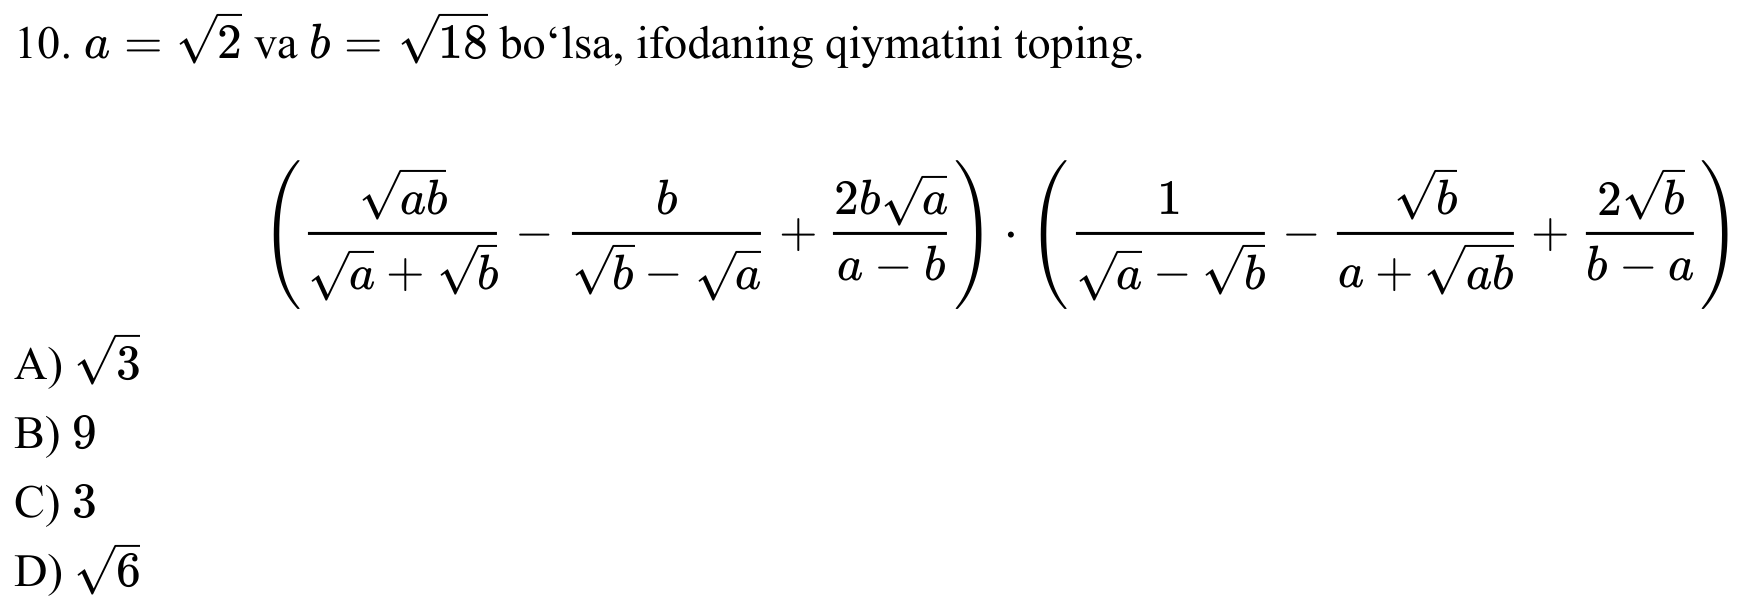 10. a = √2 va b = √18 bo‘lsa, ifodaning qiymatini toping.
(√(ab)/(√a + √b) − b/(√b − √a) + 2b√a/(a − b)) · (1/(√a − √b) − √b/(a + √(ab)) + 2√b/(b − a))
A) √3
B) 9
C) 3
D) √6